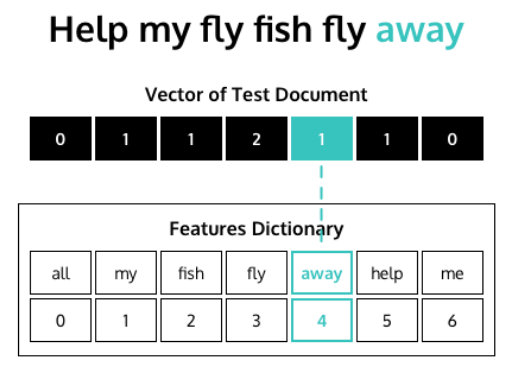 Help my fly fish fly away
Vector of Test Document
0 1 1 2 1 1 0
Features Dictionary
all my fish fly away help me
0 1 2 3 4 5 6